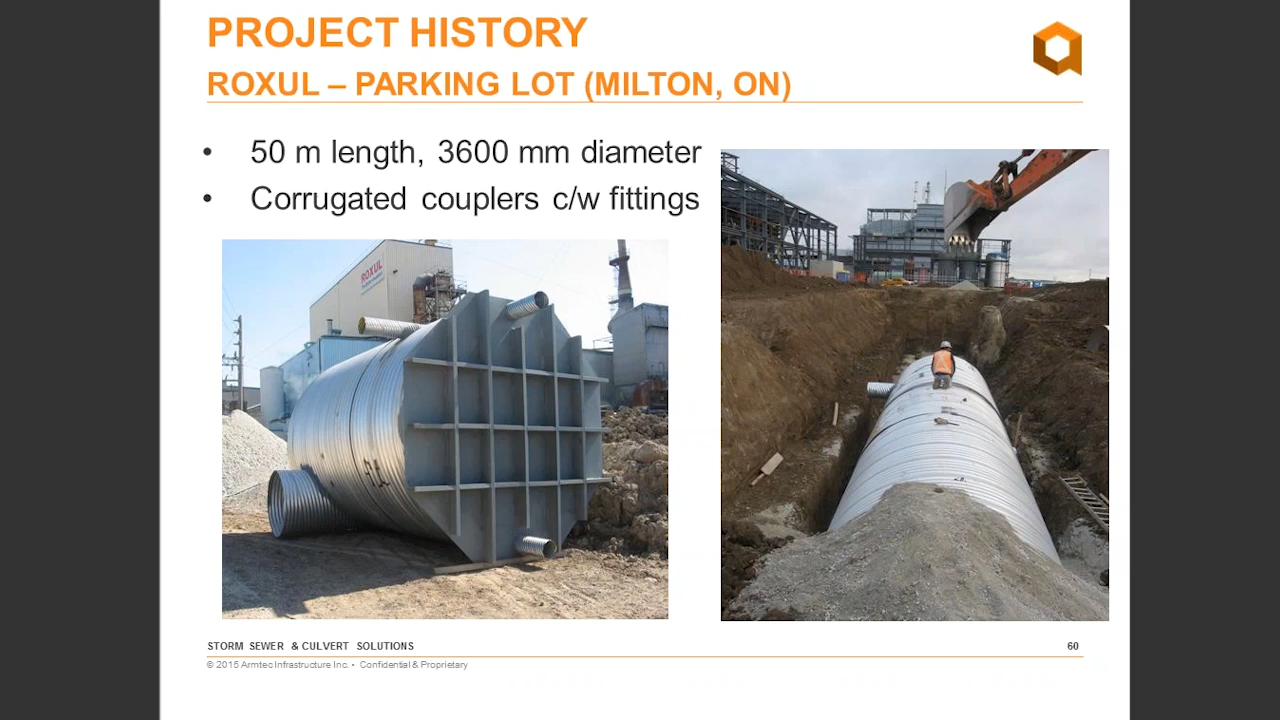 PROJECT HISTORY
ROXUL – PARKING LOT (MILTON, ON)
• 50 m length, 3600 mm diameter
• Corrugated couplers c/w fittings
ROXUL
STORM SEWER & CULVERT SOLUTIONS
60
© 2015 Armtec Infrastructure Inc. • Confidential & Proprietary